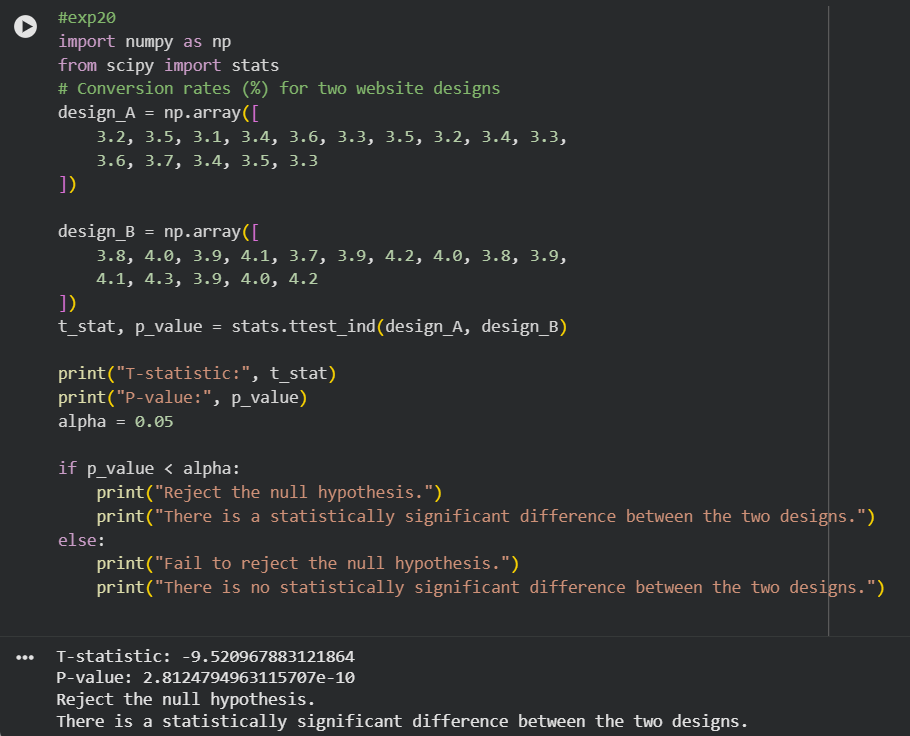 #exp20
import numpy as np
from scipy import stats
# Conversion rates (%) for two website designs
design_A = np.array([
    3.2, 3.5, 3.1, 3.4, 3.6, 3.3, 3.5, 3.2, 3.4, 3.3,
    3.6, 3.7, 3.4, 3.5, 3.3
])

design_B = np.array([
    3.8, 4.0, 3.9, 4.1, 3.7, 3.9, 4.2, 4.0, 3.8, 3.9,
    4.1, 4.3, 3.9, 4.0, 4.2
])
t_stat, p_value = stats.ttest_ind(design_A, design_B)

print("T-statistic:", t_stat)
print("P-value:", p_value)
alpha = 0.05

if p_value < alpha:
    print("Reject the null hypothesis.")
    print("There is a statistically significant difference between the two designs.")
else:
    print("Fail to reject the null hypothesis.")
    print("There is no statistically significant difference between the two designs.")

T-statistic: -9.520967883121864
P-value: 2.8124794963115707e-10
Reject the null hypothesis.
There is a statistically significant difference between the two designs.